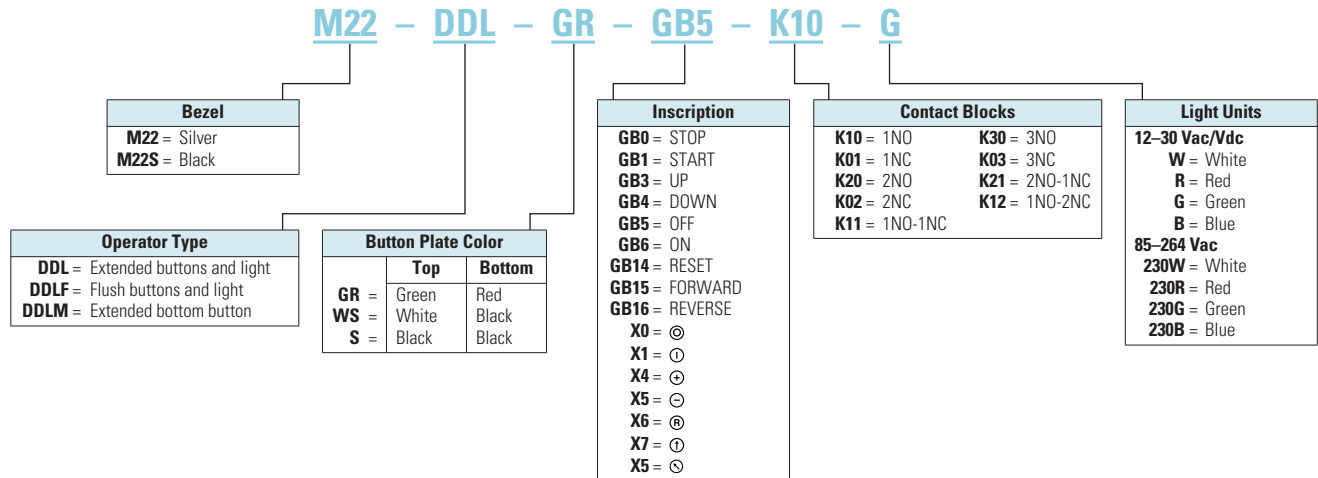 M22 – DDL – GR – GB5 – K10 – G
Bezel
M22 = Silver
M22S = Black
Operator Type
DDL = Extended buttons and light
DDLF = Flush buttons and light
DDLM = Extended bottom button
Button Plate Color
Top Bottom
GR = Green Red
WS = White Black
S = Black Black
Inscription
GB0 = STOP
GB1 = START
GB3 = UP
GB4 = DOWN
GB5 = OFF
GB6 = ON
GB14 = RESET
GB15 = FORWARD
GB16 = REVERSE
X0 =
X1 =
X4 =
X5 =
X6 = Ⓡ
X7 =
X5 =
Contact Blocks
K10 = 1NO K30 = 3NO
K01 = 1NC K03 = 3NC
K20 = 2NO K21 = 2NO-1NC
K02 = 2NC K12 = 1NO-2NC
K11 = 1NO-1NC
Light Units
12–30 Vac/Vdc
W = White
R = Red
G = Green
B = Blue
85–264 Vac
230W = White
230R = Red
230G = Green
230B = Blue